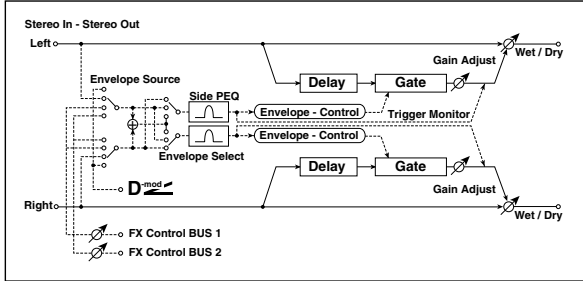 Stereo In - Stereo Out
Left
Wet / Dry
Gain Adjust
Envelope Source
Side PEQ
Delay
Gate
Envelope - Control
Trigger Monitor
Envelope - Control
Envelope Select
D-mod
Delay
Gate
Gain Adjust
Right
Wet / Dry
FX Control BUS 1
FX Control BUS 2